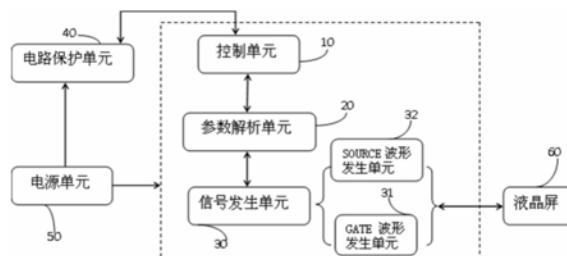 40
电路保护单元
控制单元
10
20
参数解析单元
32
SOURCE 波形
发生单元
电源单元
50
信号发生单元
30
31
GATE 波形
发生单元
60
液晶屏